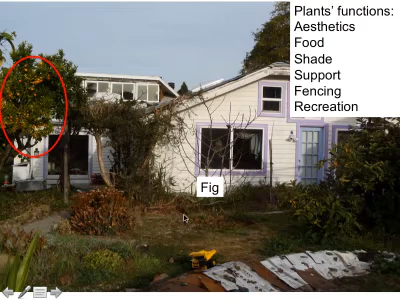 Plants' functions:
Aesthetics
Food
Shade
Support
Fencing
Recreation
Fig